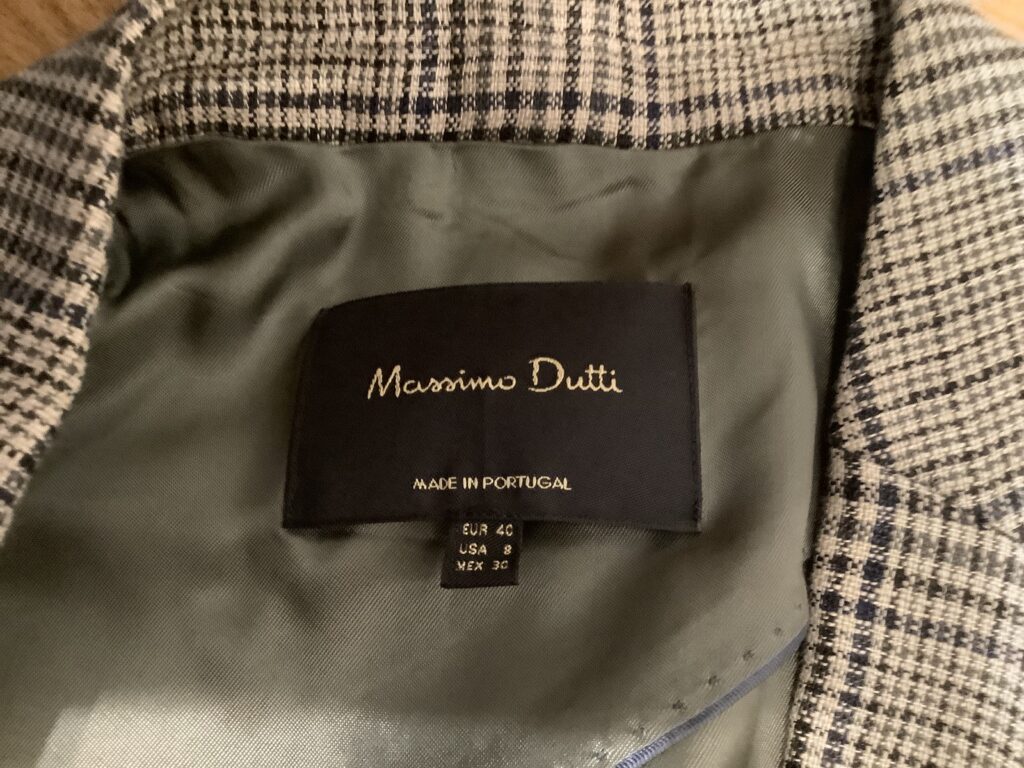 Massimo Dutti
MADE IN PORTUGAL
EUR 40
USA 8
MEX 30